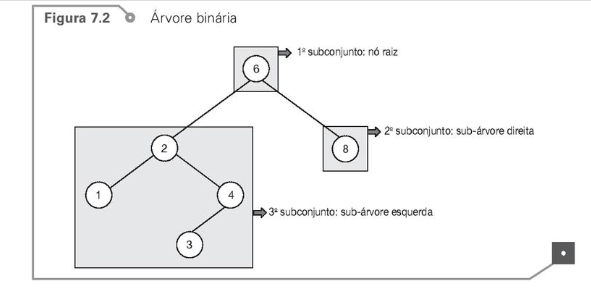 Figura 7.2 Árvore binária
1º subconjunto: nó raiz
6
2º subconjunto: sub-árvore direita
2
8
1
4
3º subconjunto: sub-árvore esquerda
3